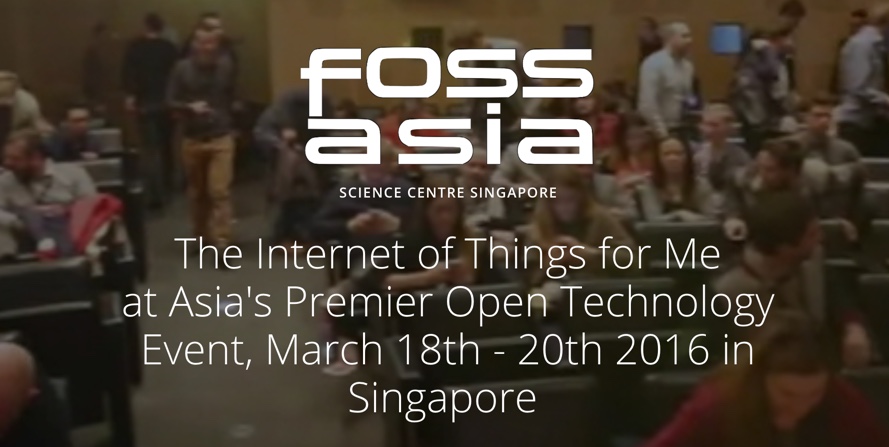 foss
asia
SCIENCE CENTRE SINGAPORE
The Internet of Things for Me
at Asia's Premier Open Technology
Event, March 18th - 20th 2016 in
Singapore